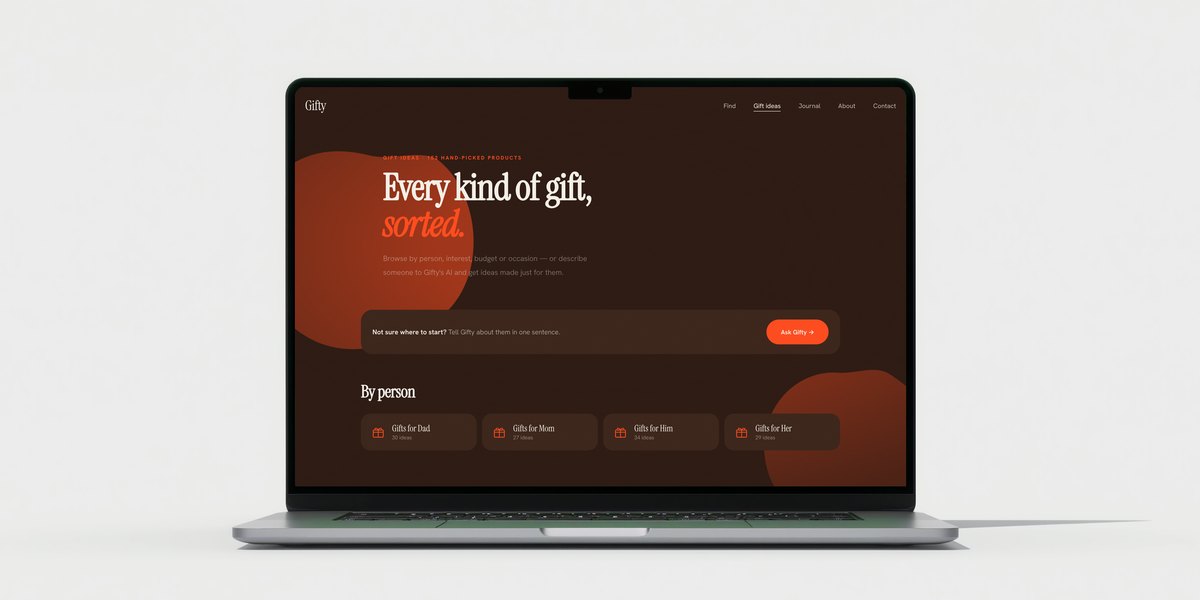 Gifty
Find Gift ideas Journal About Contact
GIFT IDEAS · 152 HAND-PICKED PRODUCTS
Every kind of gift,
sorted.
Browse by person, interest, budget or occasion — or describe
someone to Gifty's AI and get ideas made just for them.
Not sure where to start? Tell Gifty about them in one sentence.
Ask Gifty →
By person
Gifts for Dad
30 ideas
Gifts for Mom
27 ideas
Gifts for Him
34 ideas
Gifts for Her
29 ideas